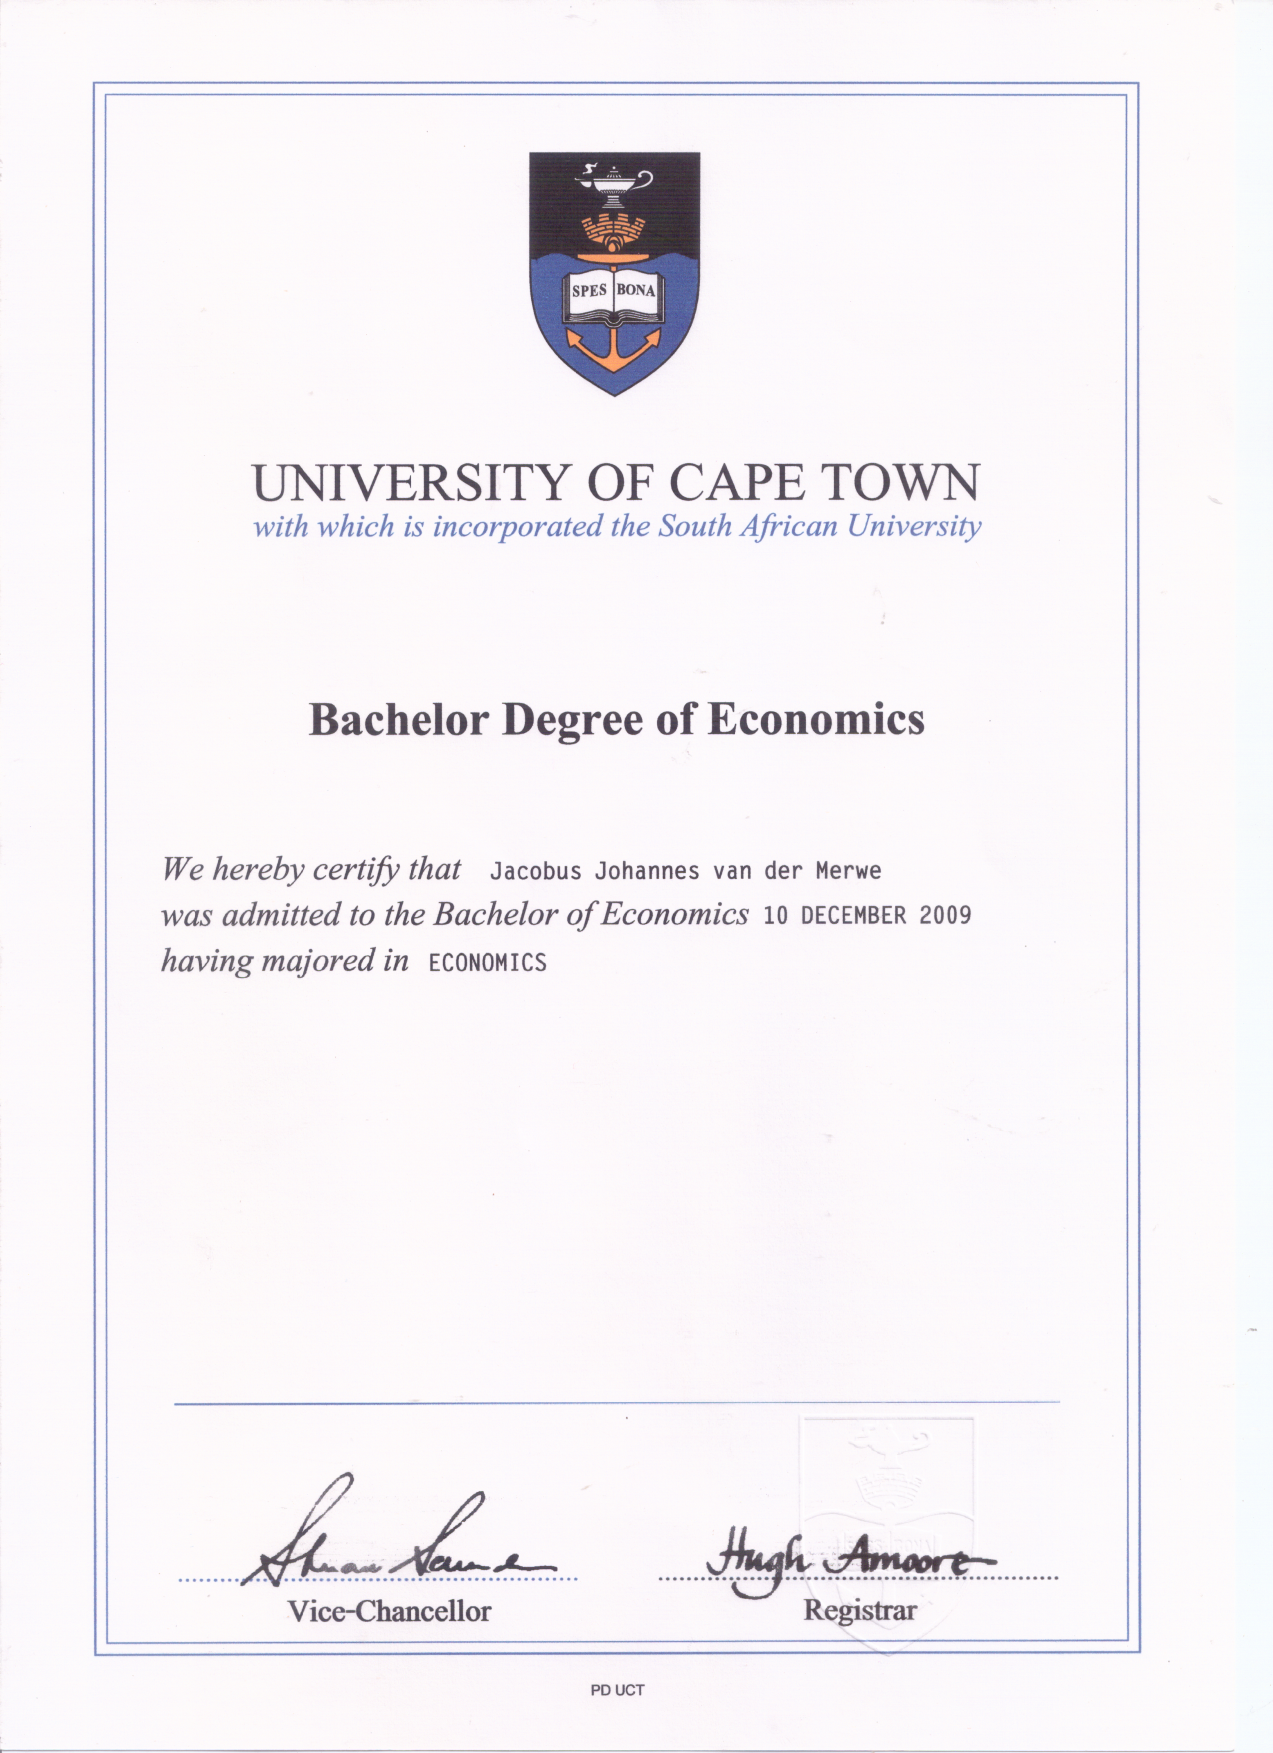 SPES BONA
UNIVERSITY OF CAPE TOWN
with which is incorporated the South African University
Bachelor Degree of Economics
We hereby certify that Jacobus Johannes van der Merwe
was admitted to the Bachelor of Economics 10 DECEMBER 2009
having majored in ECONOMICS
Hugh Amoore
Vice-Chancellor Registrar
PD UCT